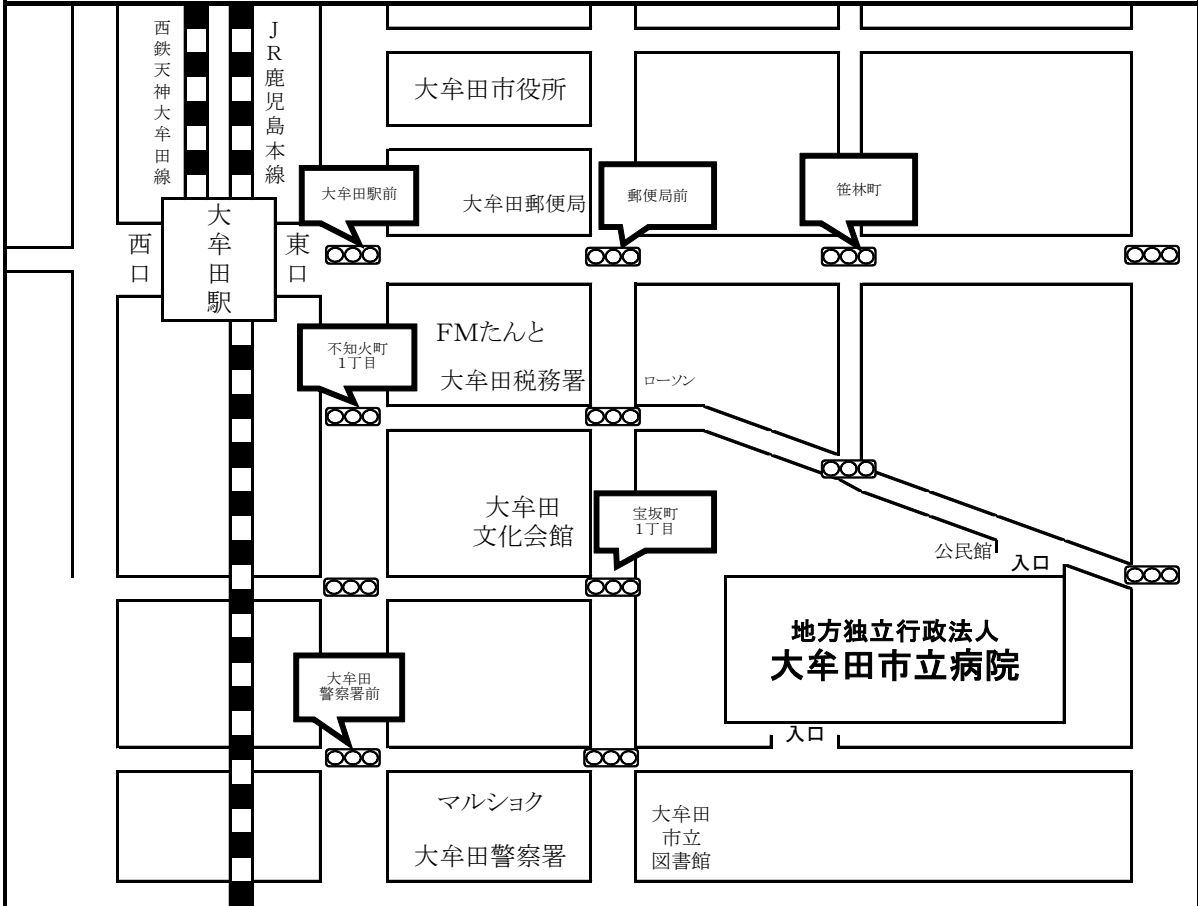 西鉄天神大牟田線
JR鹿児島本線
大牟田市役所
大牟田駅前
大牟田郵便局
郵便局前
笹林町
西口
大牟田駅
東口
FMたんと
大牟田税務署
不知火町
1丁目
ローソン
大牟田
文化会館
宝坂町
1丁目
公民館
入口
地方独立行政法人
大牟田市立病院
入口
大牟田
警察署前
マルショク
大牟田警察署
大牟田
市立
図書館